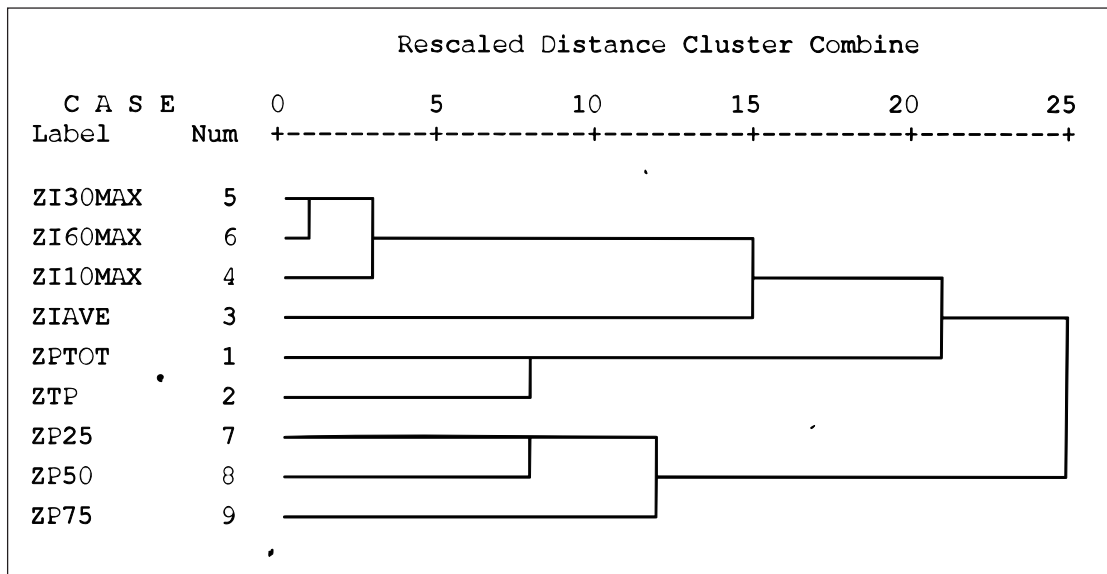 Rescaled Distance Cluster Combine
C A S E 0 5 10 15 20 25
Label Num +---------+---------+---------+---------+---------+
ZI30MAX 5
ZI60MAX 6
ZI10MAX 4
ZIAVE 3
ZPTOT 1
ZTP 2
ZP25 7
ZP50 8
ZP75 9